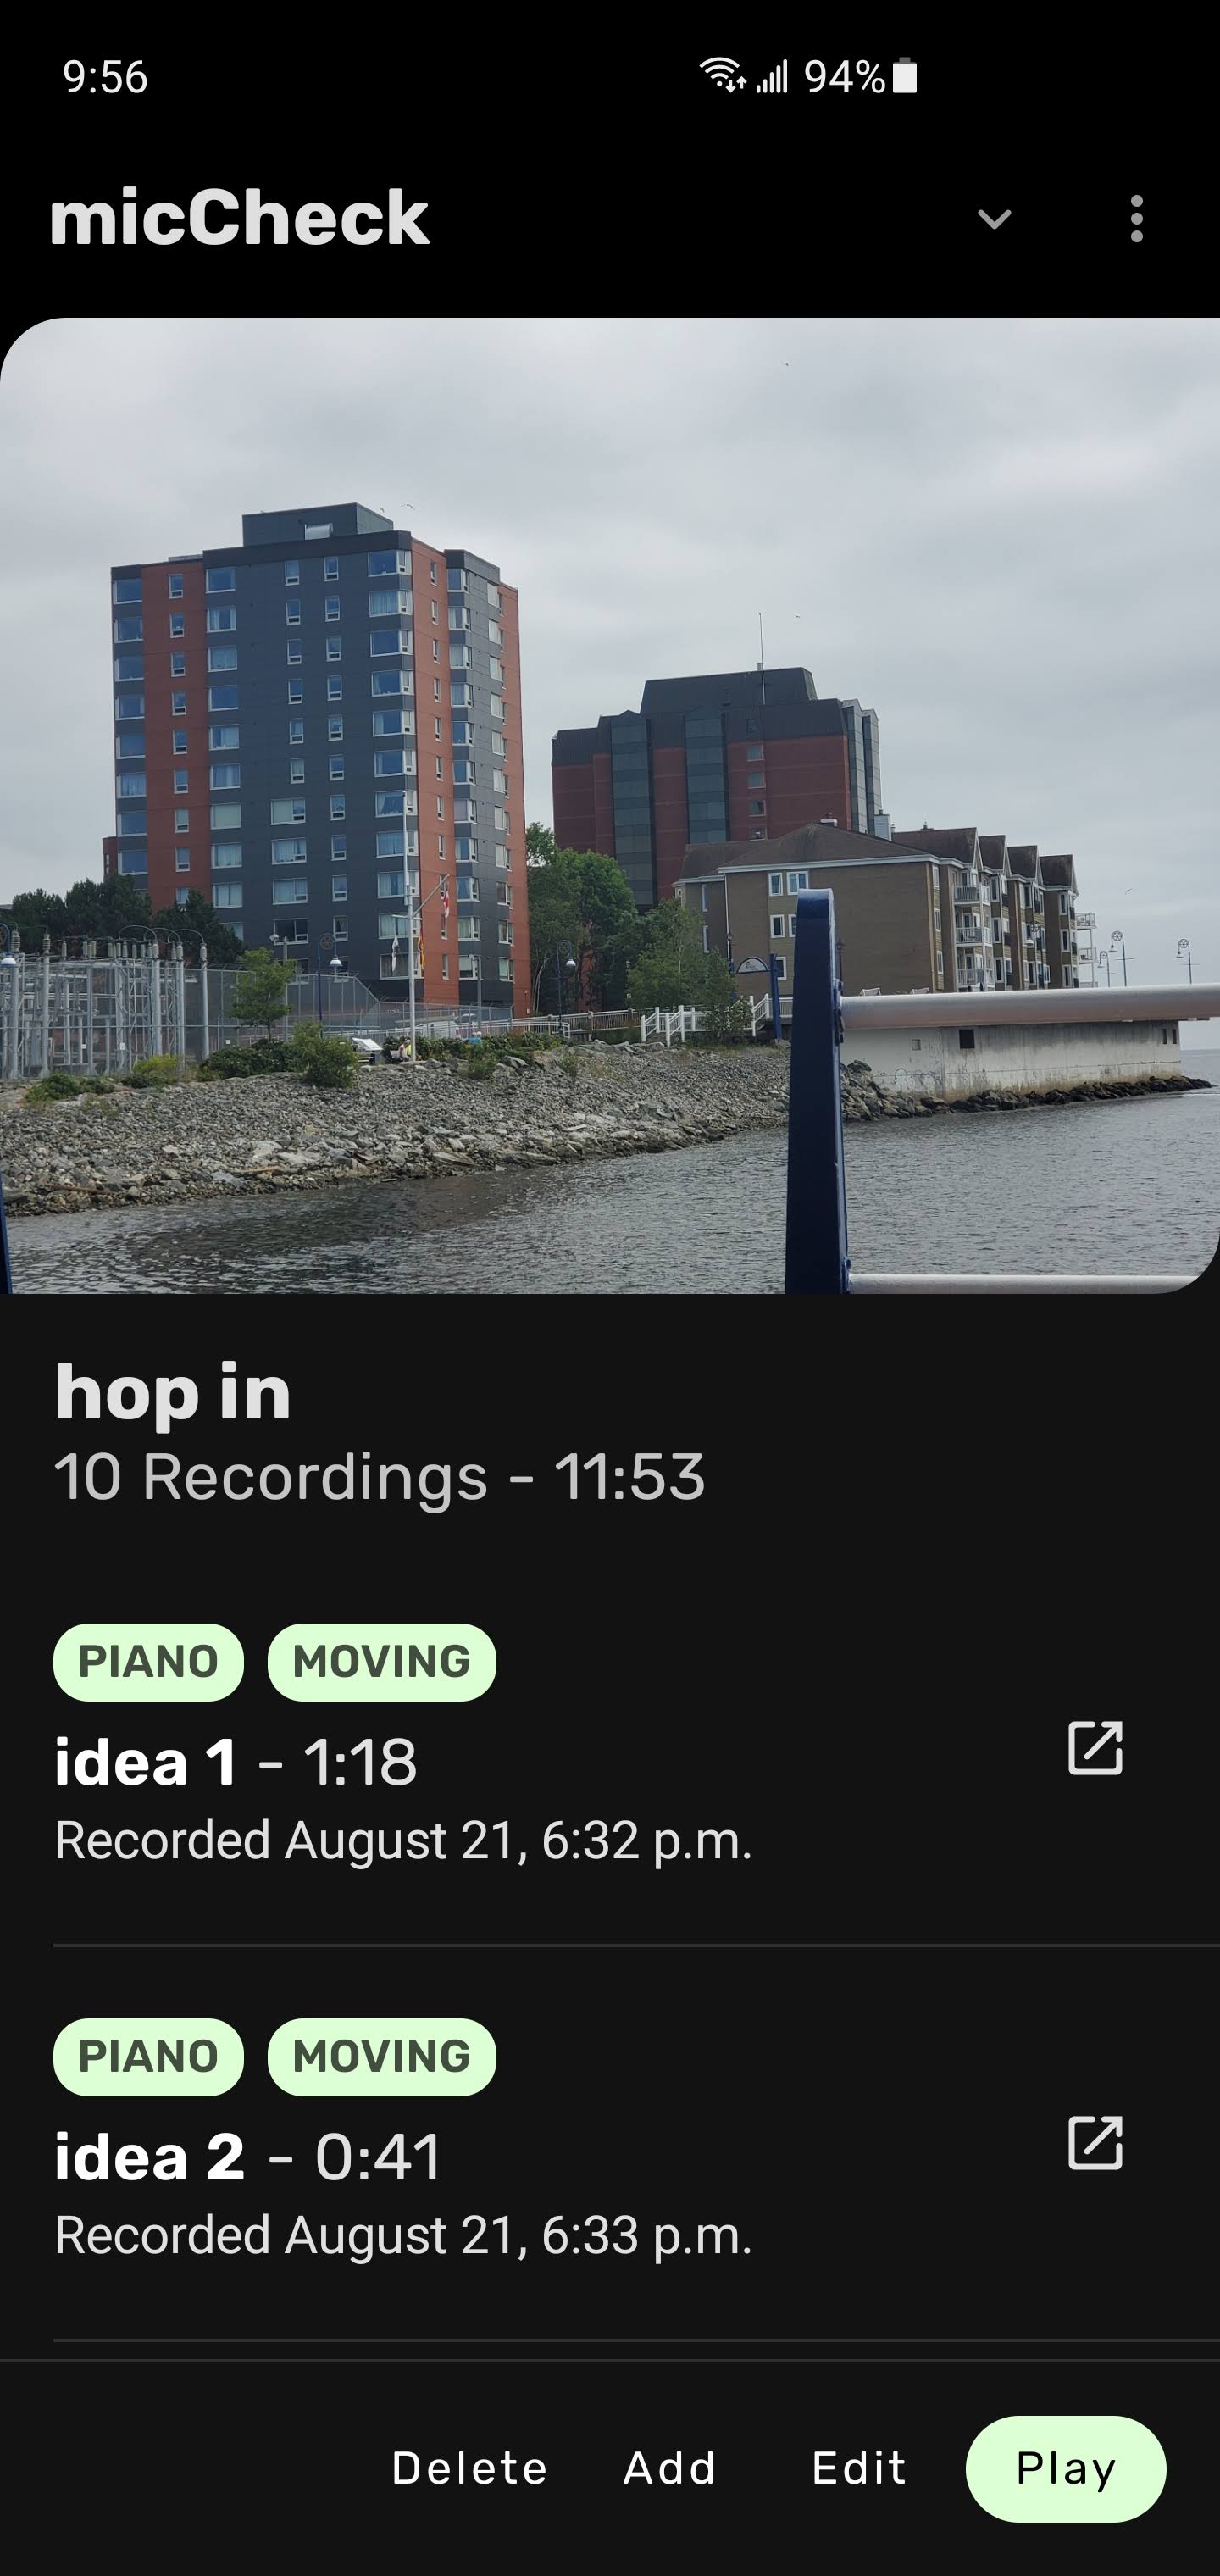 9:56 94%
micCheck
hop in
10 Recordings - 11:53
PIANO MOVING
idea 1 - 1:18
Recorded August 21, 6:32 p.m.
PIANO MOVING
idea 2 - 0:41
Recorded August 21, 6:33 p.m.
Delete Add Edit Play